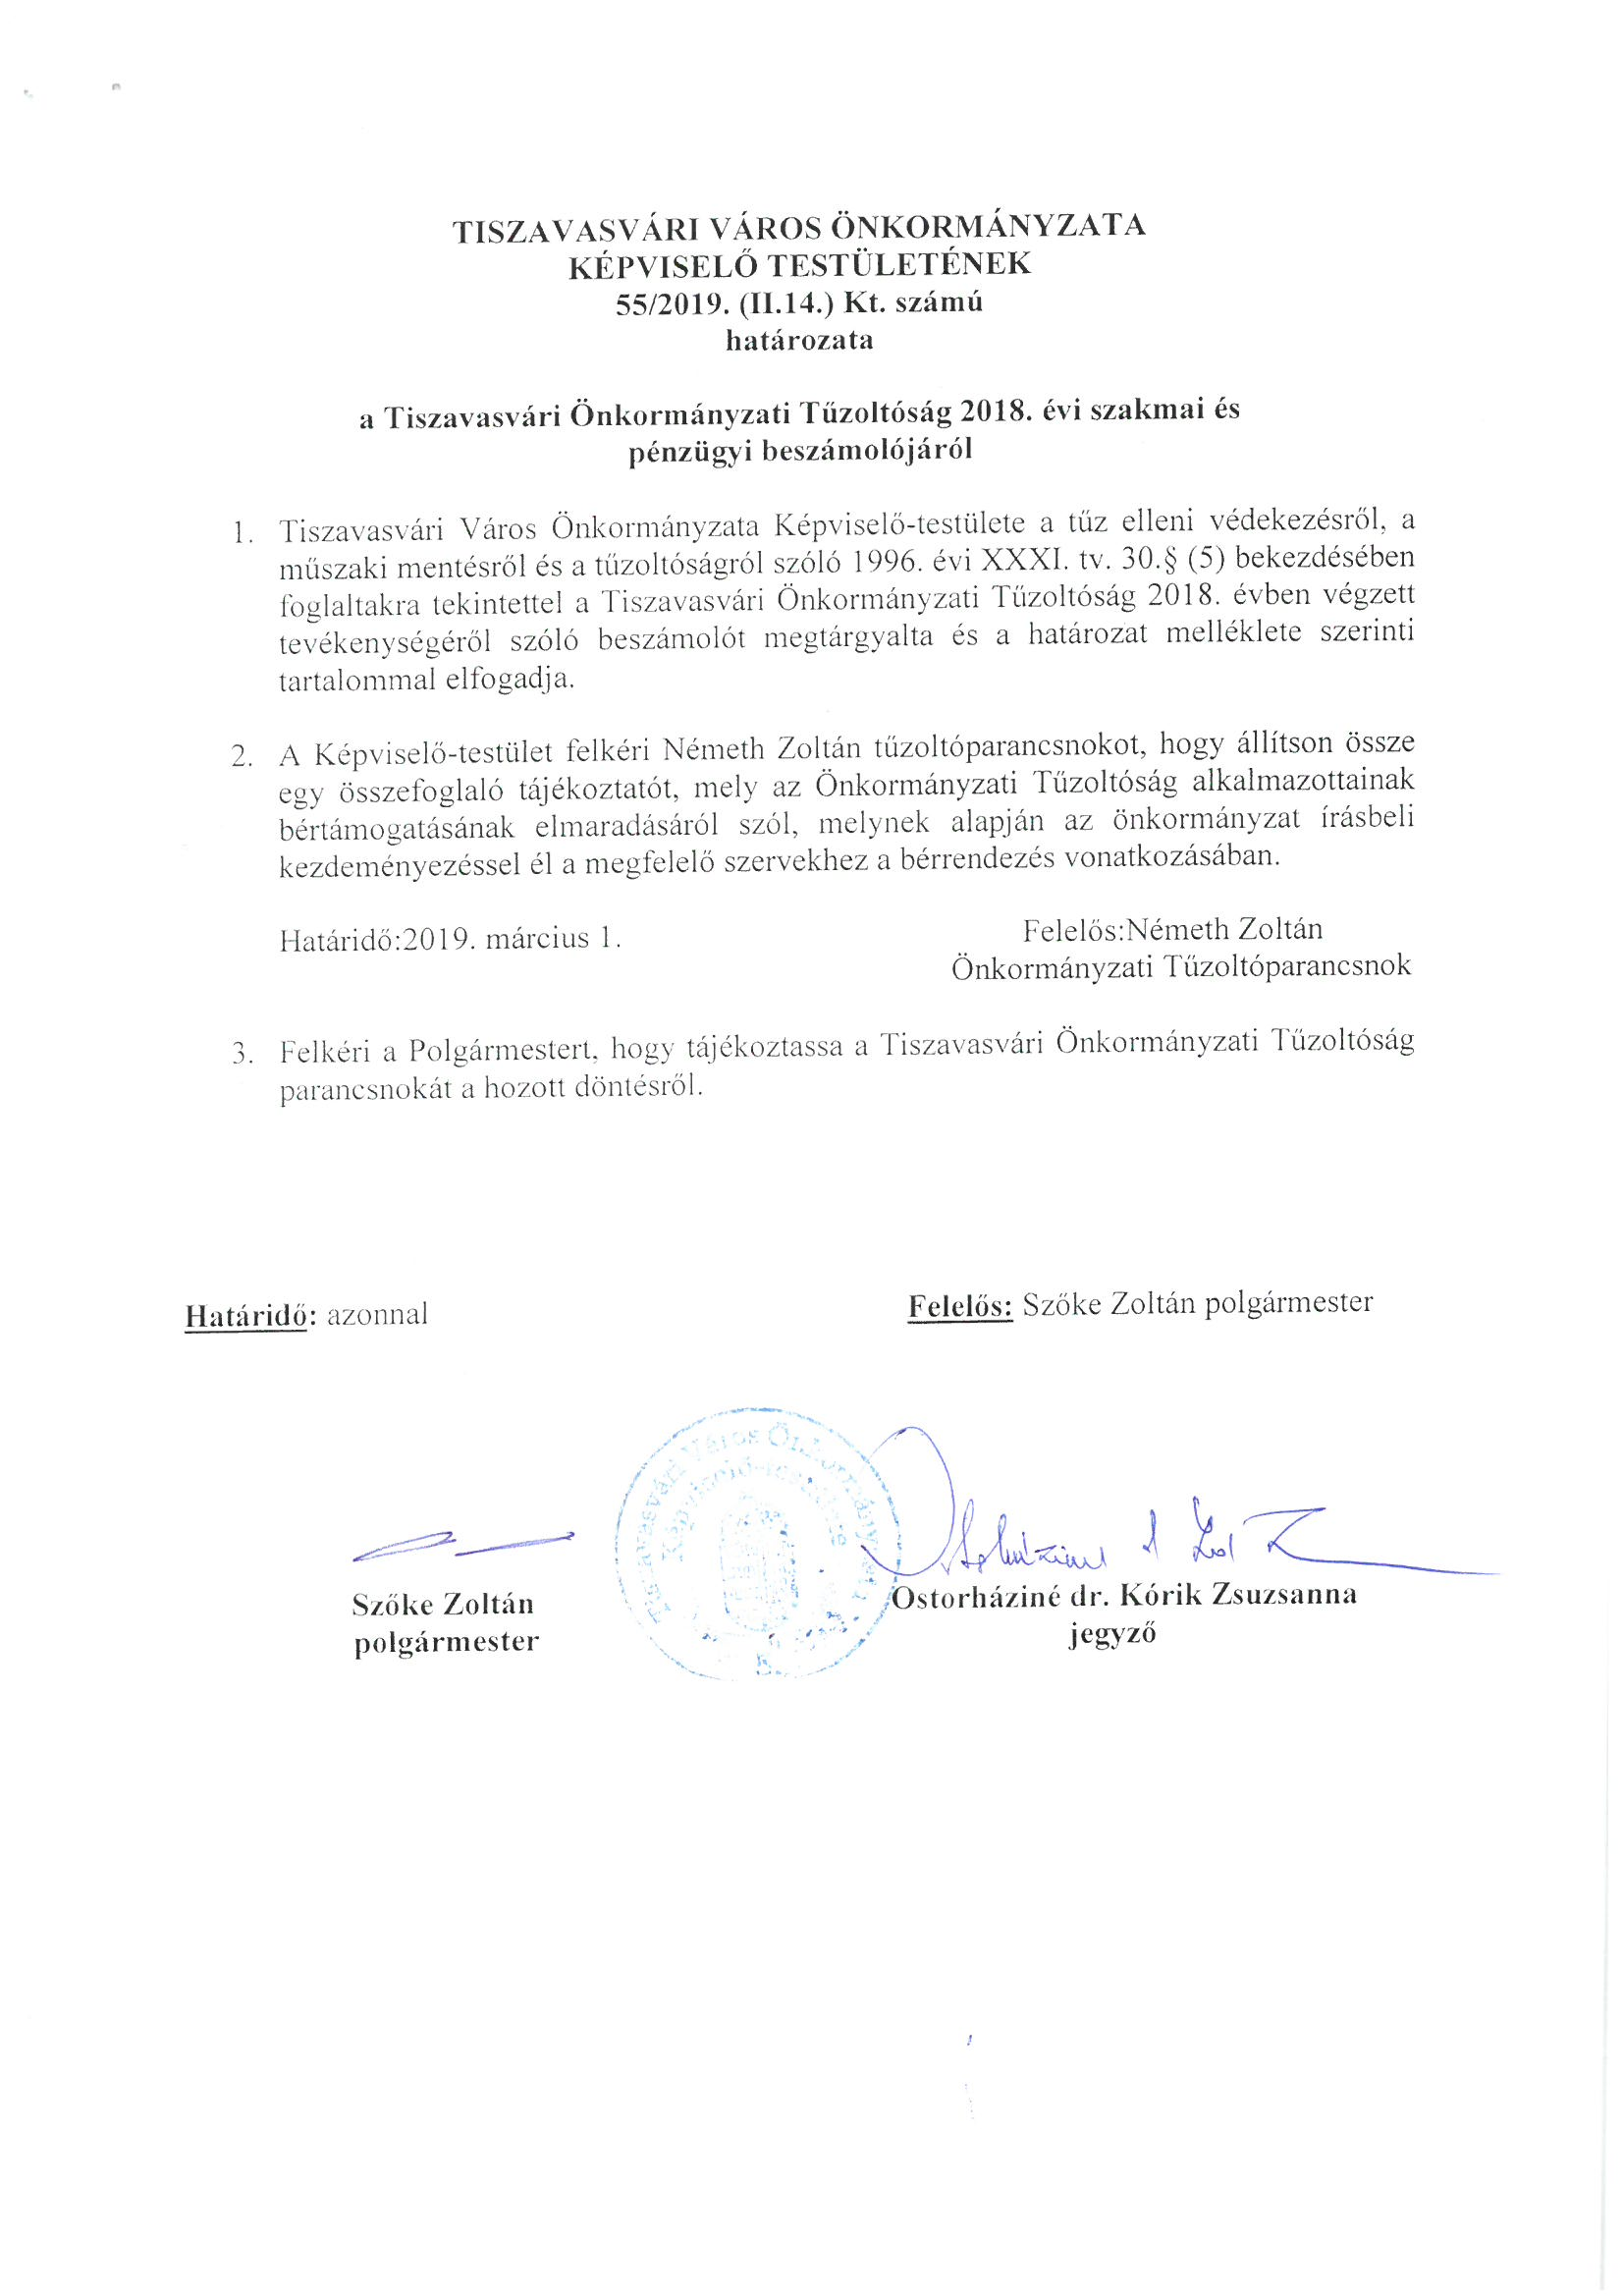 TISZAVASVÁRI VÁROS ÖNKORMÁNYZATA
KÉPVISELŐ TESTÜLETÉNEK
55/2019. (II.14.) Kt. számú
határozata
a Tiszavasvári Önkormányzati Tűzoltóság 2018. évi szakmai és
pénzügyi beszámolójáról
1. Tiszavasvári Város Önkormányzata Képviselő-testülete a tűz elleni védekezésről, a
műszaki mentésről és a tűzoltóságról szóló 1996. évi XXXI. tv. 30.§ (5) bekezdésében
foglaltakra tekintettel a Tiszavasvári Önkormányzati Tűzoltóság 2018. évben végzett
tevékenységéről szóló beszámolót megtárgyalta és a határozat melléklete szerinti
tartalommal elfogadja.
2. A Képviselő-testület felkéri Németh Zoltán tűzoltóparancsnokot, hogy állítson össze
egy összefoglaló tájékoztatót, mely az Önkormányzati Tűzoltóság alkalmazottainak
bértámogatásának elmaradásáról szól, melynek alapján az önkormányzat írásbeli
kezdeményezéssel él a megfelelő szervekhez a bérrendezés vonatkozásában.
Határidő:2019. március 1. Felelős:Németh Zoltán
Önkormányzati Tűzoltóparancsnok
3. Felkéri a Polgármestert, hogy tájékoztassa a Tiszavasvári Önkormányzati Tűzoltóság
parancsnokát a hozott döntésről.
Határidő: azonnal Felelős: Szőke Zoltán polgármester
Tiszavasvári Város Önkormányzata
Képviselő-testülete
Szőke Zoltán Ostorháziné dr. Kórik Zsuzsanna
polgármester jegyző